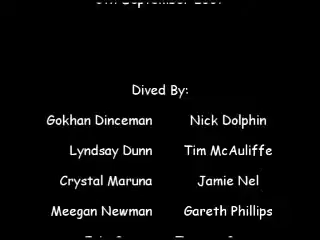 Dived By:
Gokhan Dinceman Nick Dolphin
Lyndsay Dunn Tim McAuliffe
Crystal Maruna Jamie Nel
Meegan Newman Gareth Phillips